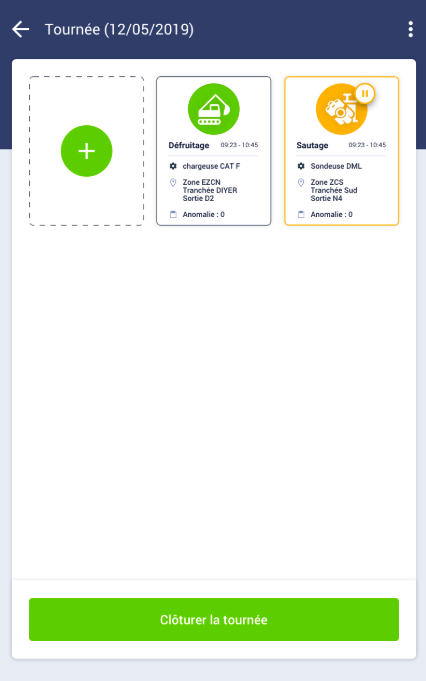 Tournée (12/05/2019)
Défruitage 09:23 - 10:45
chargeuse CAT F
Zone EZCN
Tranchée DIYER
Sortie D2
Anomalie : 0
Sautage 09:23 - 10:45
Sondeuse DML
Zone ZCS
Tranchée Sud
Sortie N4
Anomalie : 0
Clôturer la tournée